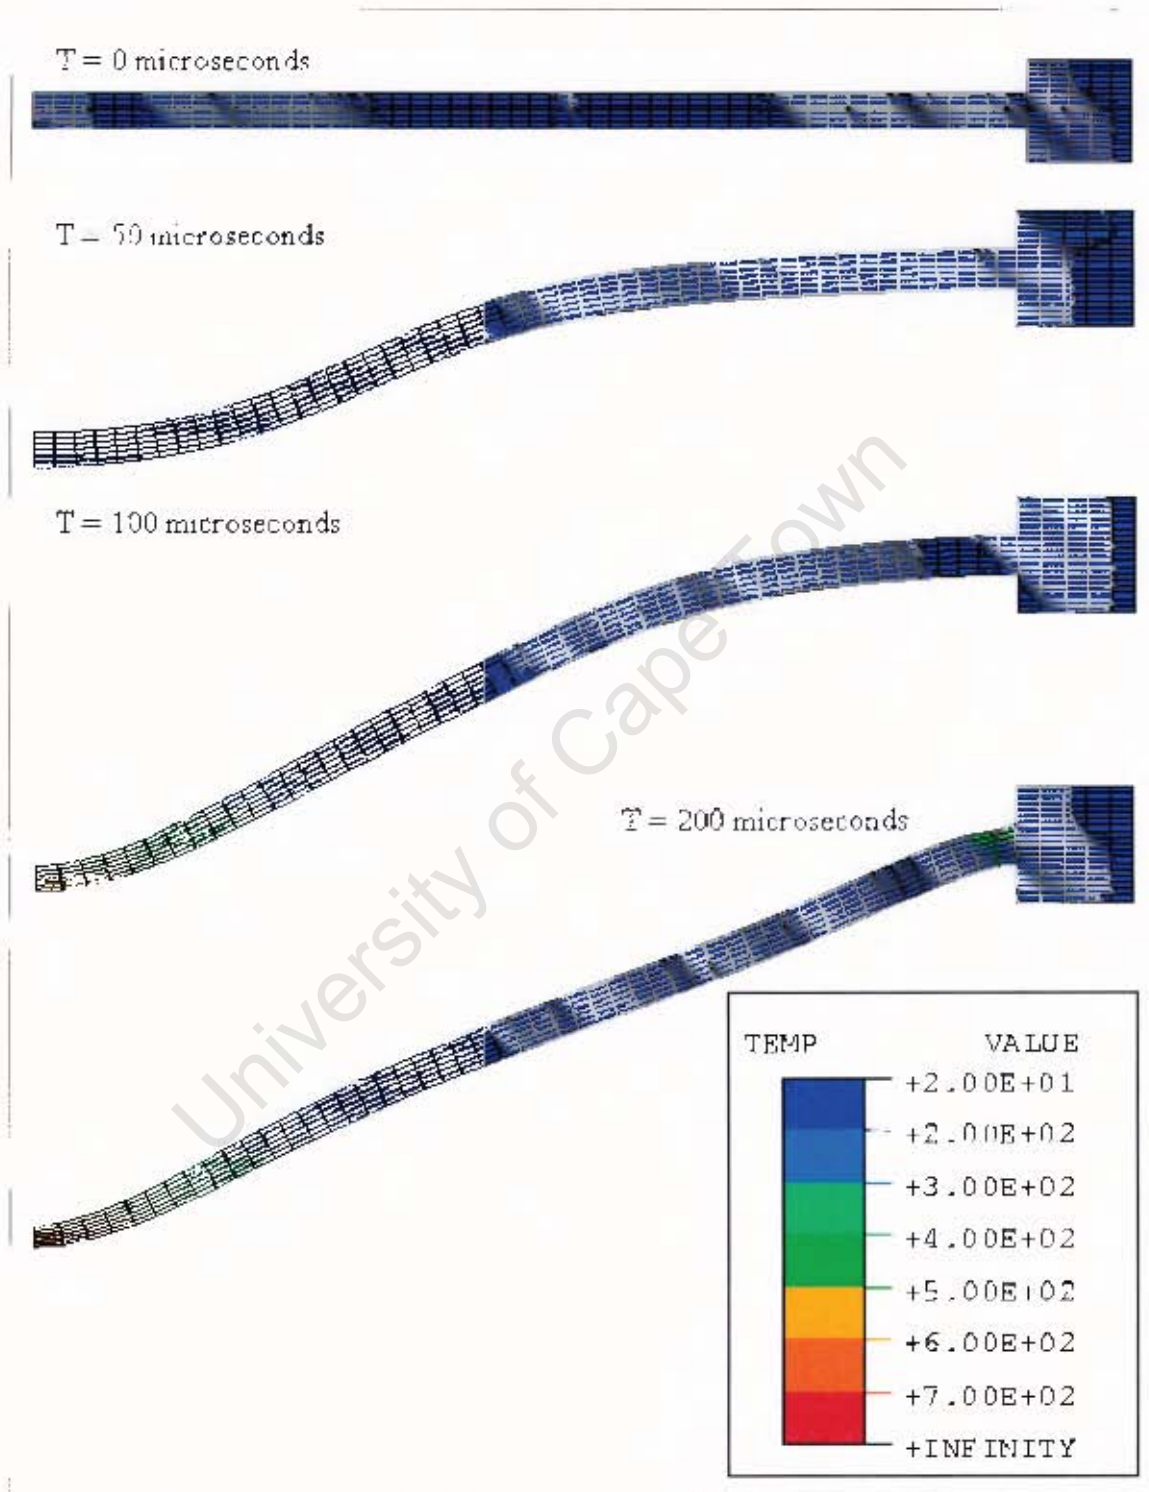 T = 0 microseconds
T = 50 microseconds
T = 100 microseconds
T = 200 microseconds
University of Cape Town
TEMP VALUE
+2.00E+01
+2.00E+02
+3.00E+02
+4.00E+02
+5.00E+02
+6.00E+02
+7.00E+02
+INFINITY